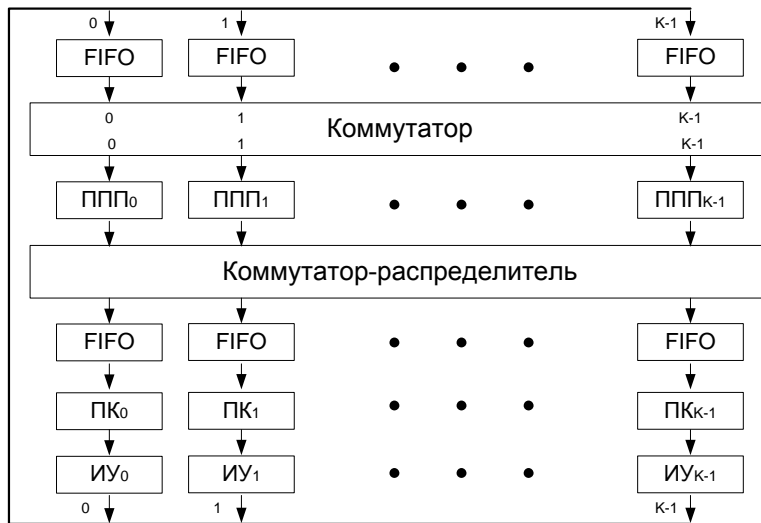 0 1 K-1
FIFO FIFO FIFO
0 1 K-1
Коммутатор
0 1 K-1
ППП0 ППП1 ПППK-1
Коммутатор-распределитель
FIFO FIFO FIFO
ПК0 ПК1 ПКK-1
ИУ0 ИУ1 ИУK-1
0 1 K-1